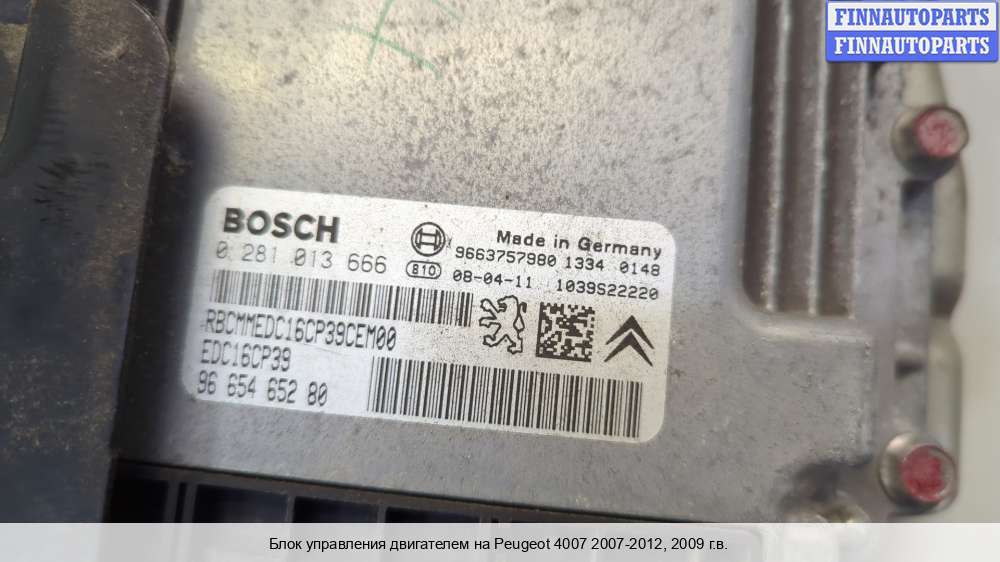 FINNAUTOPARTS
FINNAUTOPARTS
BOSCH
0 281 013 666
810
Made in Germany
9663757980 1334 0148
08-04-11 1039S22220
RBCMMEDC16CP39CEM00
EDC16CP39
96 654 652 80
Блок управления двигателем на Peugeot 4007 2007-2012, 2009 г.в.